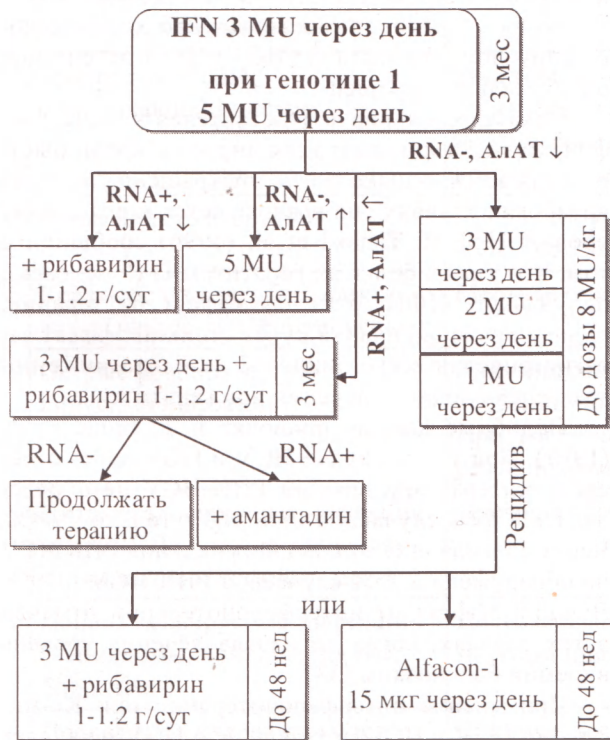 IFN 3 MU через день
при генотипе 1
5 MU через день
3 мес
RNA-, АлАТ ↓
RNA+,
АлАТ ↓
RNA-,
АлАТ ↑
RNA+, АлАТ ↑
+ рибавирин
1-1.2 г/сут
5 MU
через день
3 MU
через день
2 MU
через день
1 MU
через день
До дозы 8 MU/кг
3 MU через день +
рибавирин 1-1.2 г/сут
3 мес
RNA-
RNA+
Продолжать
терапию
+ амантадин
Рецидив
или
3 MU через день
+ рибавирин
1-1.2 г/сут
До 48 нед
Alfacon-1
15 мкг через день
До 48 нед